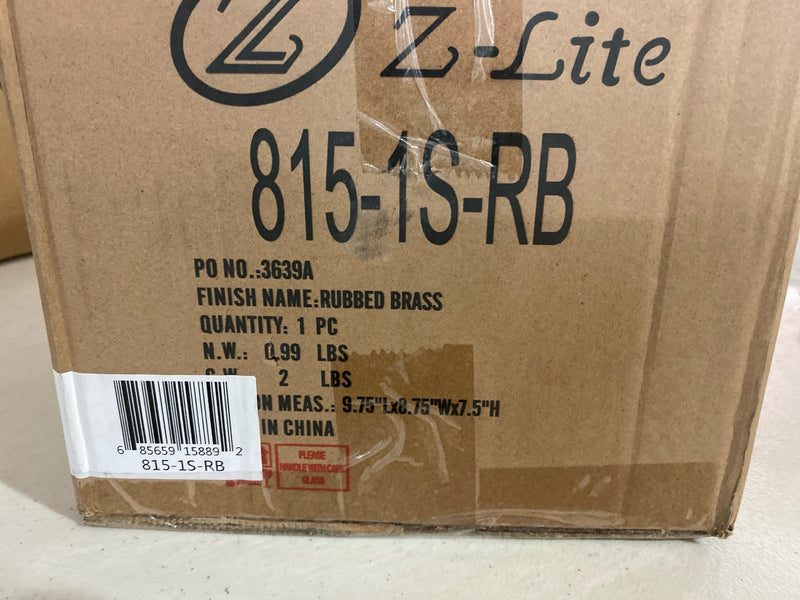 Z Z-Lite
815-1S-RB
PO NO.:3639A
FINISH NAME:RUBBED BRASS
QUANTITY: 1 PC
N.W.: 0.99 LBS
2 LBS
ON MEAS.: 9.75"Lx8.75"Wx7.5"H
IN CHINA
6 85659 15889 2
815-1S-RB
PLEASE
HANDLE WITH CARE
GLASS